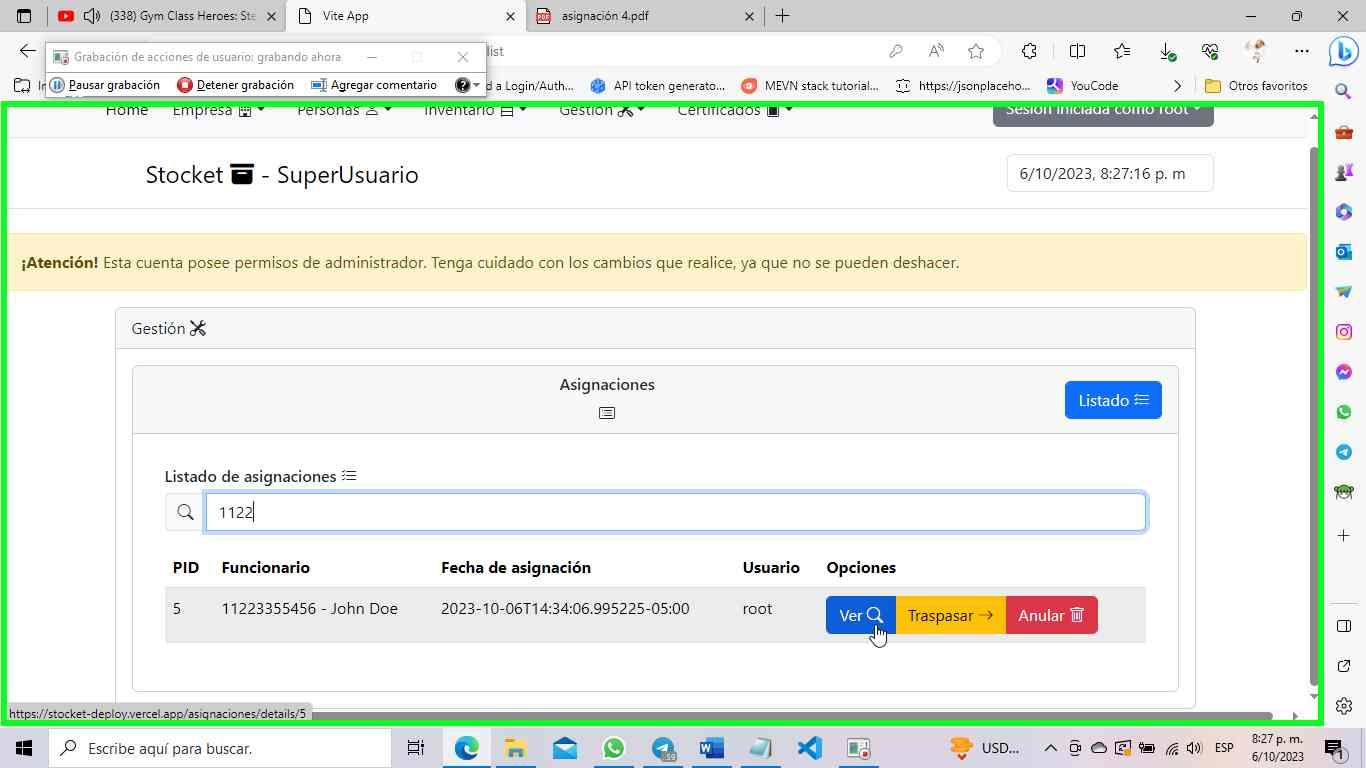 (338) Gym Class Heroes: Ste
Vite App
asignación 4.pdf
Grabación de acciones de usuario: grabando ahora
list
Pausar grabación
Detener grabación
Agregar comentario
d a Login/Auth...
API token generato...
MEVN stack tutorial...
https://jsonplaceho...
YouCode
Otros favoritos
Home
Empresa
Personas
Inventario
Gestión
Certificados
Sesión iniciada como root
Stocket - SuperUsuario
6/10/2023, 8:27:16 p. m
¡Atención! Esta cuenta posee permisos de administrador. Tenga cuidado con los cambios que realice, ya que no se pueden deshacer.
Gestión
Asignaciones
Listado
Listado de asignaciones
1122
PID Funcionario Fecha de asignación Usuario Opciones
5 11223355456 - John Doe 2023-10-06T14:34:06.995225-05:00 root Ver Traspasar Anular
https://stocket-deploy.vercel.app/asignaciones/details/5
Escribe aquí para buscar.
USD...
ESP
8:27 p. m.
6/10/2023
1